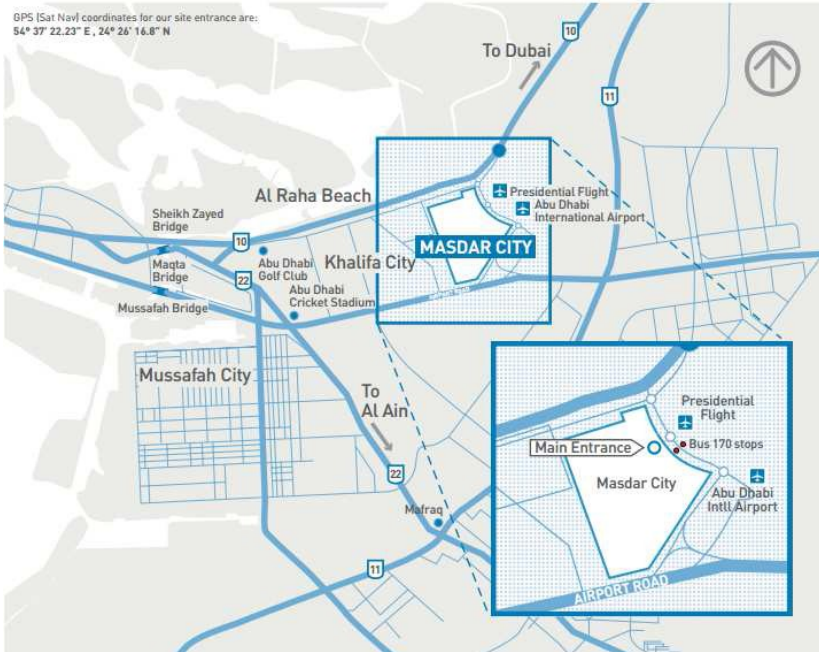 GPS (Sat Nav) coordinates for our site entrance are:
54° 37' 22.23" E , 24° 26' 16.8" N
10
To Dubai
11
Al Raha Beach
Presidential Flight
Abu Dhabi
International Airport
Sheikh Zayed
Bridge
10
MASDAR CITY
Maqta
Bridge
22
Abu Dhabi
Golf Club
Khalifa City
Abu Dhabi
Cricket Stadium
Airport Road
Mussafah Bridge
Mussafah City
To
Al Ain
22
Mafraq
11
Presidential
Flight
Bus 170 stops
Main Entrance
Masdar City
Abu Dhabi
Intll Airport
AIRPORT ROAD